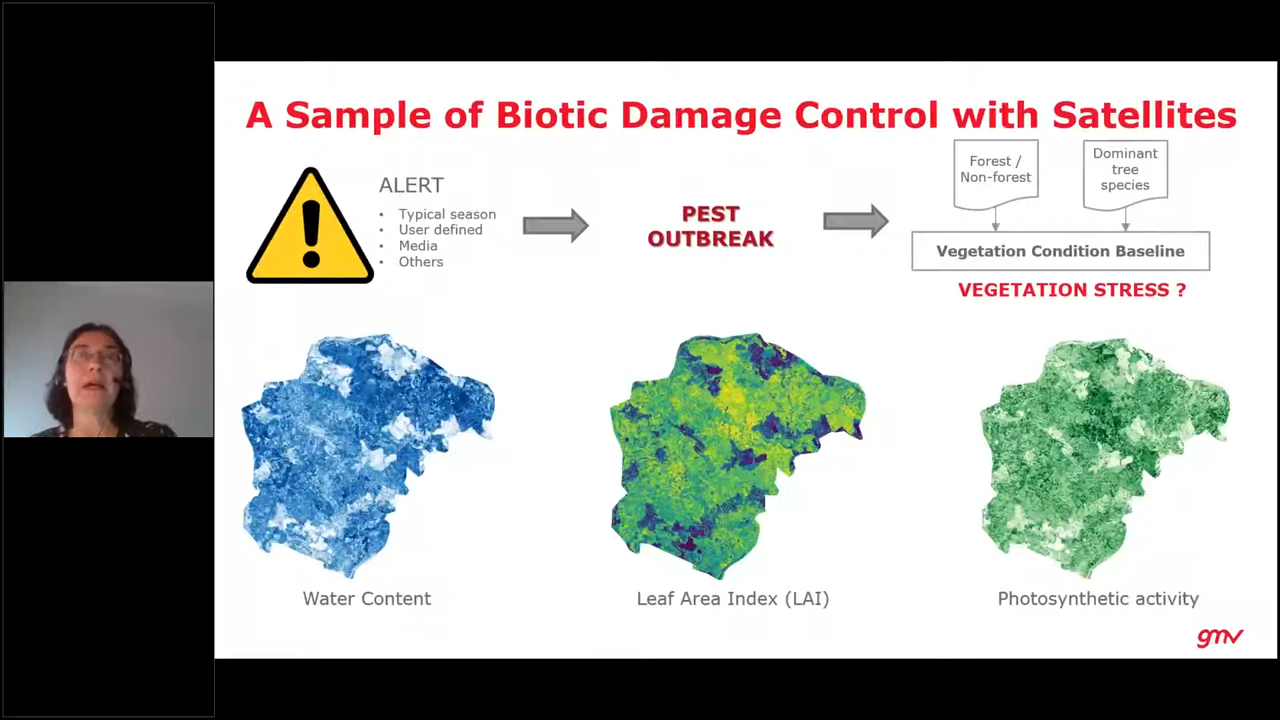 A Sample of Biotic Damage Control with Satellites
ALERT
• Typical season
• User defined
• Media
• Others
PEST
OUTBREAK
Forest /
Non-forest
Dominant
tree
species
Vegetation Condition Baseline
VEGETATION STRESS ?
Water Content
Leaf Area Index (LAI)
Photosynthetic activity
gmv